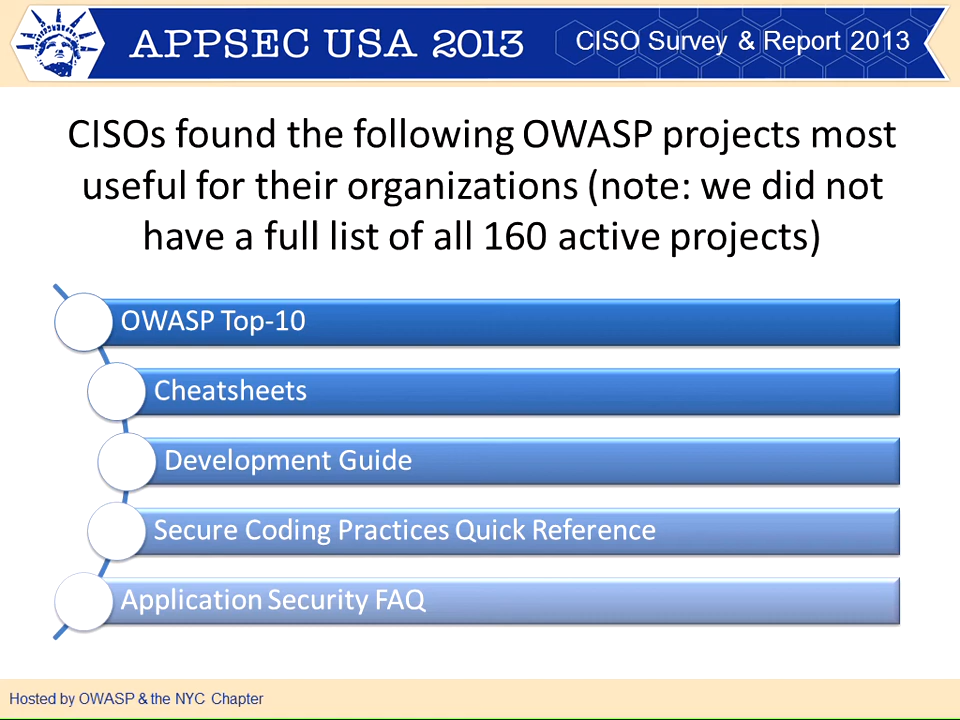 APPSEC USA 2013
CISO Survey & Report 2013
CISOs found the following OWASP projects most
useful for their organizations (note: we did not
have a full list of all 160 active projects)
OWASP Top-10
Cheatsheets
Development Guide
Secure Coding Practices Quick Reference
Application Security FAQ
Hosted by OWASP & the NYC Chapter